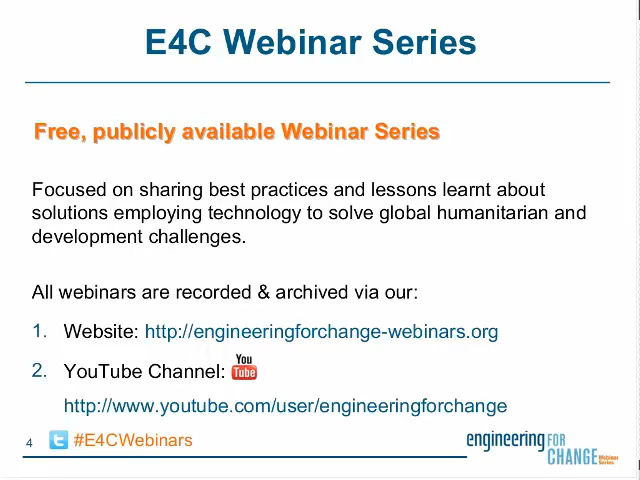 E4C Webinar Series
Free, publicly available Webinar Series
Focused on sharing best practices and lessons learnt about
solutions employing technology to solve global humanitarian and
development challenges.
All webinars are recorded & archived via our:
1. Website: http://engineeringforchange-webinars.org
2. YouTube Channel: You Tube
http://www.youtube.com/user/engineeringforchange
4 t #E4CWebinars
engineering FOR
CHANGE Webinar Series